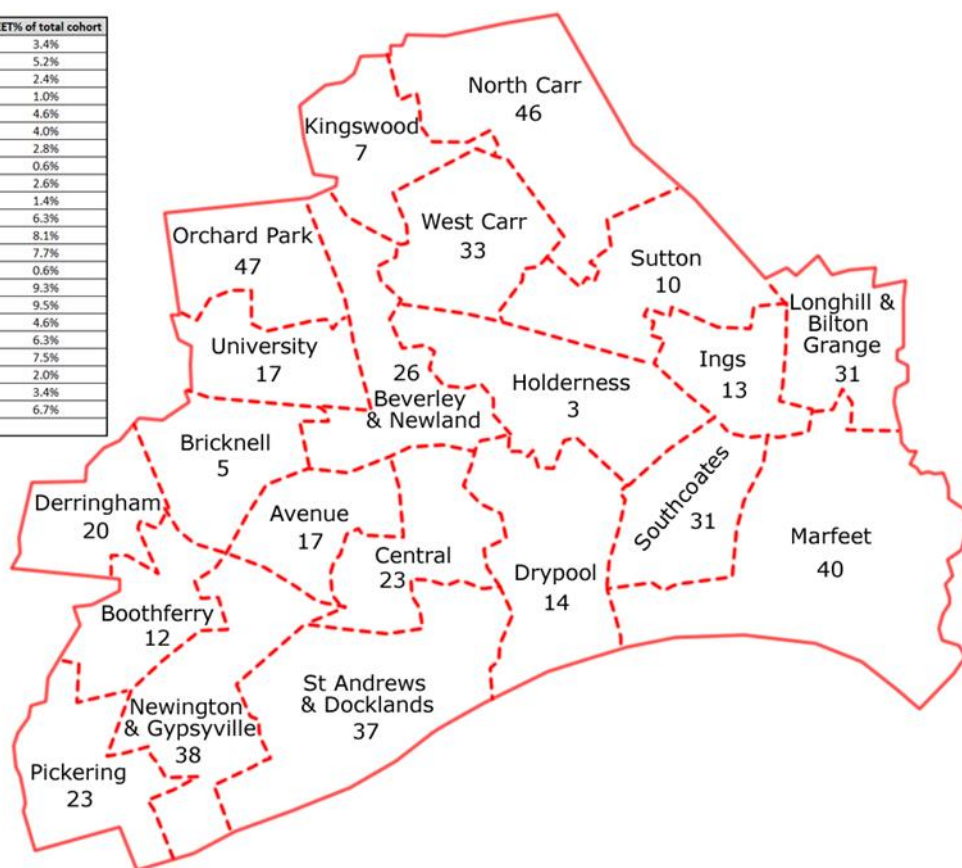 EET% of total cohort
3.4%
5.2%
2.4%
1.0%
4.6%
4.0%
2.8%
0.6%
2.6%
1.4%
6.3%
8.1%
7.7%
0.6%
9.3%
9.5%
4.6%
6.3%
7.5%
2.0%
3.4%
6.7%
North Carr
46
Kingswood
7
West Carr
33
Orchard Park
47
Sutton
10
Longhill &
Bilton
Grange
31
University
17
26
Beverley
& Newland
Holderness
3
Ings
13
Bricknell
5
Derringham
20
Avenue
17
Central
23
Southcoates
31
Drypool
14
Marfeet
40
Boothferry
12
St Andrews
& Docklands
37
Newington
& Gypsyville
38
Pickering
23